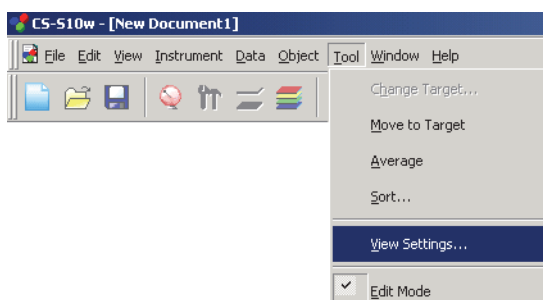 CS-S10w - [New Document1]
File Edit View Instrument Data Object Tool Window Help
Change Target...
Move to Target
Average
Sort...
View Settings...
Edit Mode